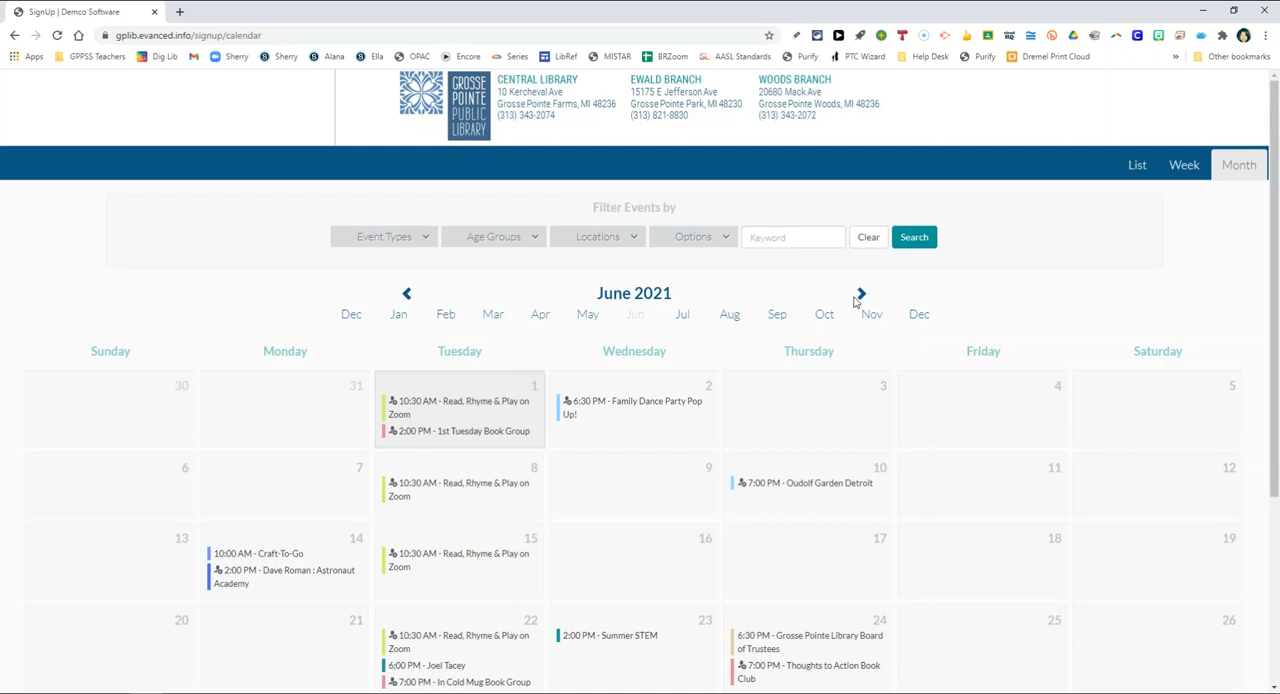 SignUp | Demco Software
gplib.evanced.info/signup/calendar
Apps GPPSS Teachers Dig Lib Sherry Sherry Alana Ella OPAC Encore Series LibRef MISTAR BRZoom AASL Standards Purify PTC Wizard Help Desk Purify Dremel Print Cloud » Other bookmarks
GROSSE
POINTE
PUBLIC
LIBRARY
CENTRAL LIBRARY
10 Kercheval Ave
Grosse Pointe Farms, MI 48236
(313) 343-2074
EWALD BRANCH
15175 E Jefferson Ave
Grosse Pointe Park, MI 48230
(313) 821-8830
WOODS BRANCH
20680 Mack Ave
Grosse Pointe Woods, MI 48236
(313) 343-2072
List Week Month
Filter Events by
Event Types Age Groups Locations Options Keyword Clear Search
June 2021
Dec Jan Feb Mar Apr May Jun Jul Aug Sep Oct Nov Dec
Sunday Monday Tuesday Wednesday Thursday Friday Saturday
30 31 1 2 3 4 5
10:30 AM - Read, Rhyme & Play on
Zoom
2:00 PM - 1st Tuesday Book Group
6:30 PM - Family Dance Party Pop
Up!
6 7 8 9 10 11 12
10:30 AM - Read, Rhyme & Play on
Zoom
7:00 PM - Oudolf Garden Detroit
13 14 15 16 17 18 19
10:00 AM - Craft-To-Go
2:00 PM - Dave Roman : Astronaut
Academy
10:30 AM - Read, Rhyme & Play on
Zoom
20 21 22 23 24 25 26
10:30 AM - Read, Rhyme & Play on
Zoom
6:00 PM - Joel Tacey
7:00 PM - In Cold Mug Book Group
2:00 PM - Summer STEM
6:30 PM - Grosse Pointe Library Board
of Trustees
7:00 PM - Thoughts to Action Book
Club